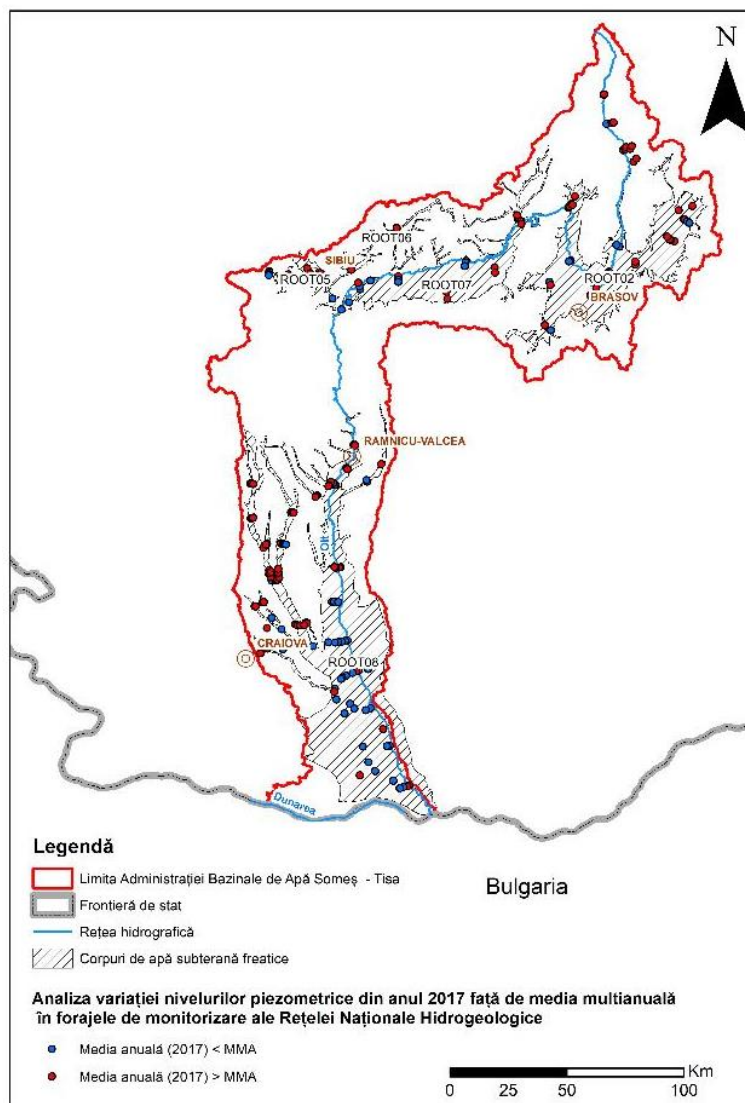 N
ROOT06
SIBIU
ROOT05
ROOT07
ROOT02
BRASOV
RAMNICU-VALCEA
Olt
CRAIOVA
ROOT08
Dunarea
Legendă
Limita Administrației Bazinale de Apă Someș - Tisa
Bulgaria
Frontieră de stat
Rețea hidrografică
Corpuri de apă subterană freatice
Analiza variației nivelurilor piezometrice din anul 2017 față de media multianuală
în forajele de monitorizare ale Rețelei Naționale Hidrogeologice
Media anuală (2017) < MMA
Media anuală (2017) > MMA
Km
0 25 50 100